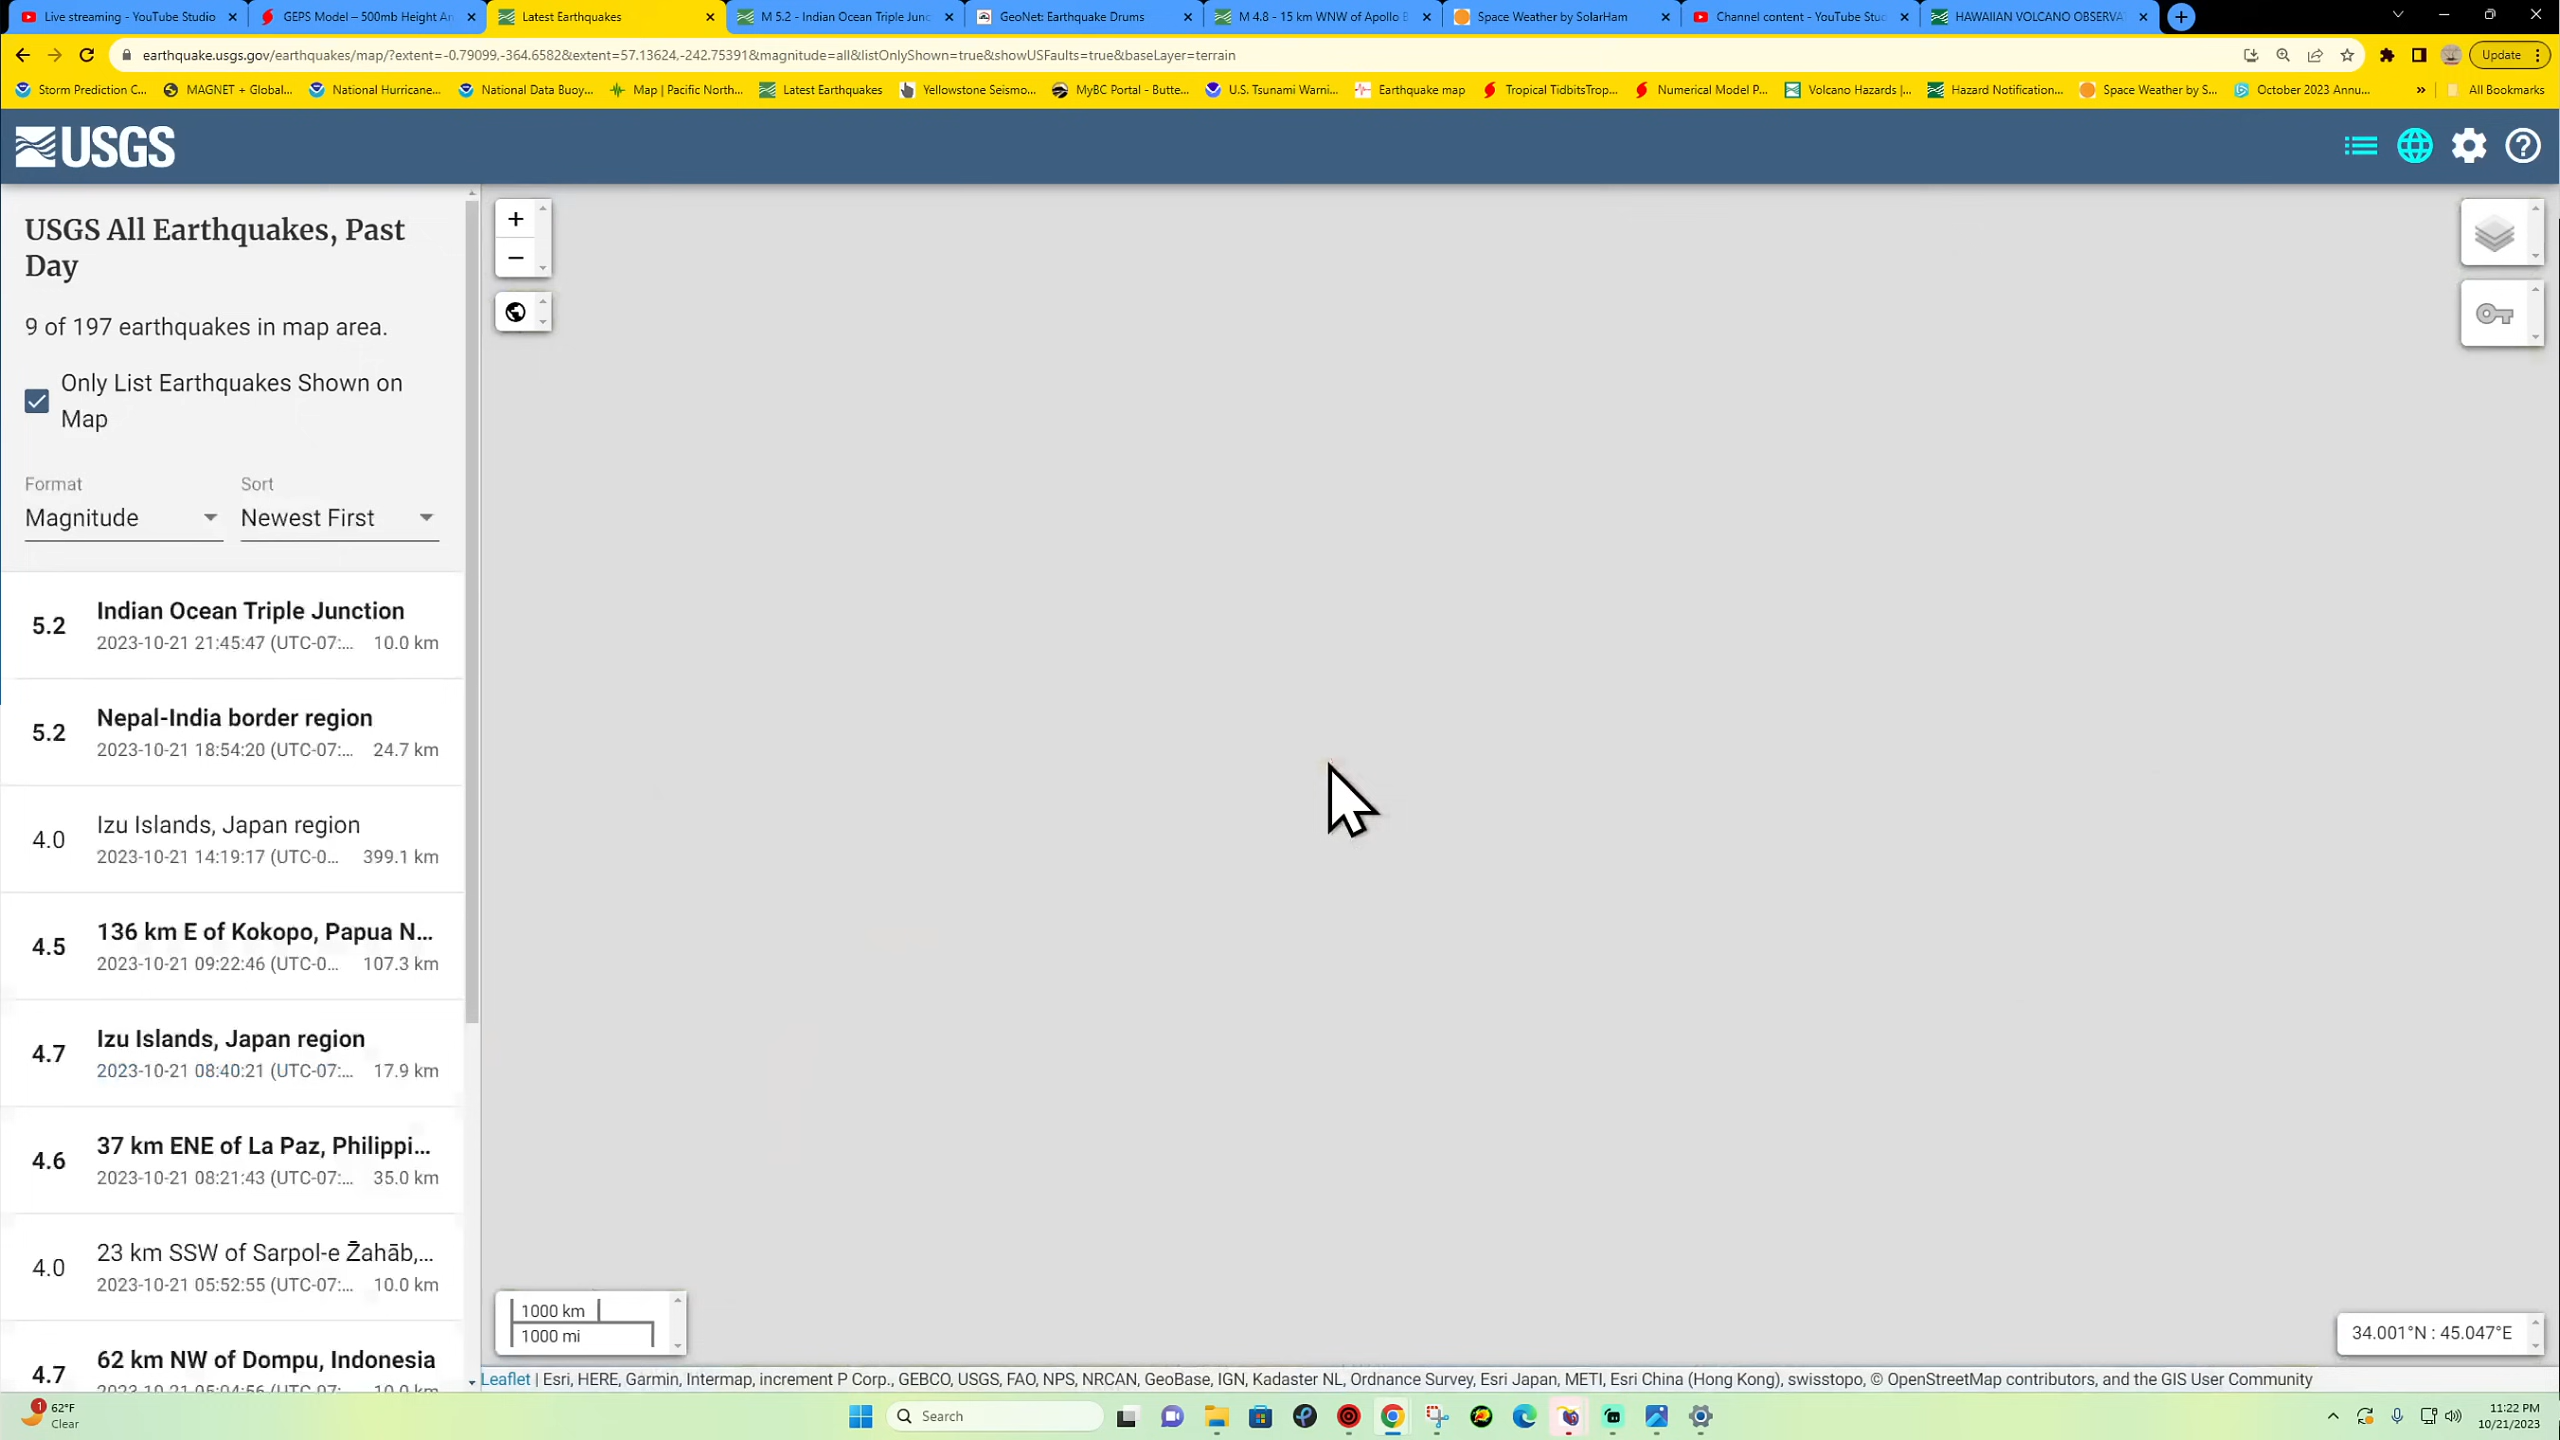 Live streaming - YouTube Studio
GEPS Model – 500mb Height An
Latest Earthquakes
M 5.2 - Indian Ocean Triple Junc
GeoNet: Earthquake Drums
M 4.8 - 15 km WNW of Apollo B
Space Weather by SolarHam
Channel content - YouTube Stud
HAWAIIAN VOLCANO OBSERVA
earthquake.usgs.gov/earthquakes/map/?extent=-0.79099,-364.6582&extent=57.13624,-242.75391&magnitude=all&listOnlyShown=true&showUSFaults=true&baseLayer=terrain
Update
Storm Prediction C...
MAGNET + Global...
National Hurricane...
National Data Buoy...
Map | Pacific North...
Latest Earthquakes
Yellowstone Seismo...
MyBC Portal - Butte...
U.S. Tsunami Warni...
Earthquake map
Tropical TidbitsTrop...
Numerical Model P...
Volcano Hazards |...
Hazard Notification...
Space Weather by S...
October 2023 Annu...
»
All Bookmarks
USGS
USGS All Earthquakes, Past
Day
9 of 197 earthquakes in map area.
Only List Earthquakes Shown on
Map
Format
Sort
Magnitude
Newest First
5.2
Indian Ocean Triple Junction
2023-10-21 21:45:47 (UTC-07:... 10.0 km
5.2
Nepal-India border region
2023-10-21 18:54:20 (UTC-07:... 24.7 km
4.0
Izu Islands, Japan region
2023-10-21 14:19:17 (UTC-0... 399.1 km
4.5
136 km E of Kokopo, Papua N...
2023-10-21 09:22:46 (UTC-0... 107.3 km
4.7
Izu Islands, Japan region
2023-10-21 08:40:21 (UTC-07:... 17.9 km
4.6
37 km ENE of La Paz, Philippi...
2023-10-21 08:21:43 (UTC-07:... 35.0 km
4.0
23 km SSW of Sarpol-e Z̄ahāb,...
2023-10-21 05:52:55 (UTC-07:... 10.0 km
4.7
62 km NW of Dompu, Indonesia
2023-10-21 05:04:56 (UTC-07:... 10.0 km
+
−
1000 km
1000 mi
34.001°N : 45.047°E
Leaflet | Esri, HERE, Garmin, Intermap, increment P Corp., GEBCO, USGS, FAO, NPS, NRCAN, GeoBase, IGN, Kadaster NL, Ordnance Survey, Esri Japan, METI, Esri China (Hong Kong), swisstopo, © OpenStreetMap contributors, and the GIS User Community
1
62°F
Clear
Search
11:22 PM
10/21/2023